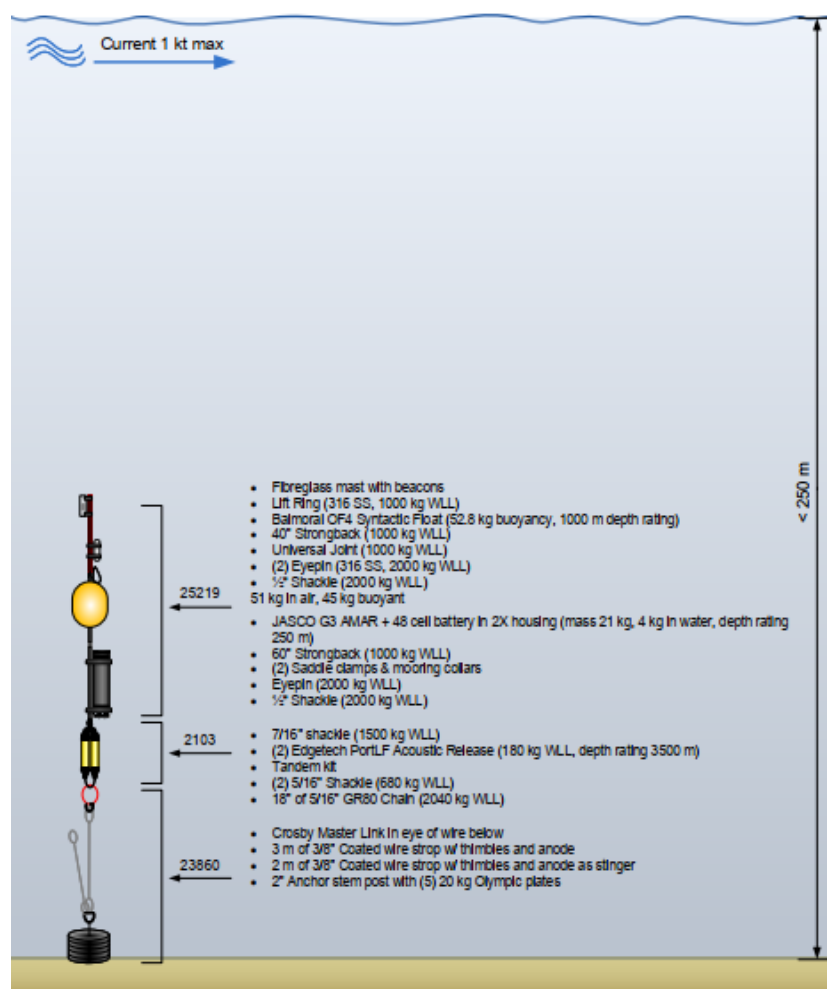 Current 1 kt max
< 250 m
• Fibreglass mast with beacons
• Lift Ring (316 SS, 1000 kg WLL)
• Balmoral OF4 Syntactic Float (52.8 kg buoyancy, 1000 m depth rating)
• 40" Strongback (1000 kg WLL)
• Universal Joint (1000 kg WLL)
• (2) Eyepin (316 SS, 2000 kg WLL)
• ½" Shackle (2000 kg WLL)
25219
51 kg in air, 45 kg buoyant
• JASCO G3 AMAR + 48 cell battery in 2X housing (mass 21 kg, 4 kg in water, depth rating
250 m)
• 60" Strongback (1000 kg WLL)
• (2) Saddle clamps & mooring collars
• Eyepin (2000 kg WLL)
• ½" Shackle (2000 kg WLL)
2103
• 7/16" shackle (1500 kg WLL)
• (2) Edgetech PortLF Acoustic Release (180 kg WLL, depth rating 3500 m)
• Tandem kit
• (2) 5/16" Shackle (680 kg WLL)
• 18" of 5/16" GR80 Chain (2040 kg WLL)
23860
• Crosby Master Link in eye of wire below
• 3 m of 3/8" Coated wire strop w/ thimbles and anode
• 2 m of 3/8" Coated wire strop w/ thimbles and anode as stinger
• 2" Anchor stem post with (5) 20 kg Olympic plates